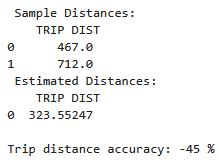 Sample Distances:
TRIP DIST
0 467.0
1 712.0
Estimated Distances:
TRIP DIST
0 323.55247
Trip distance accuracy: -45 %